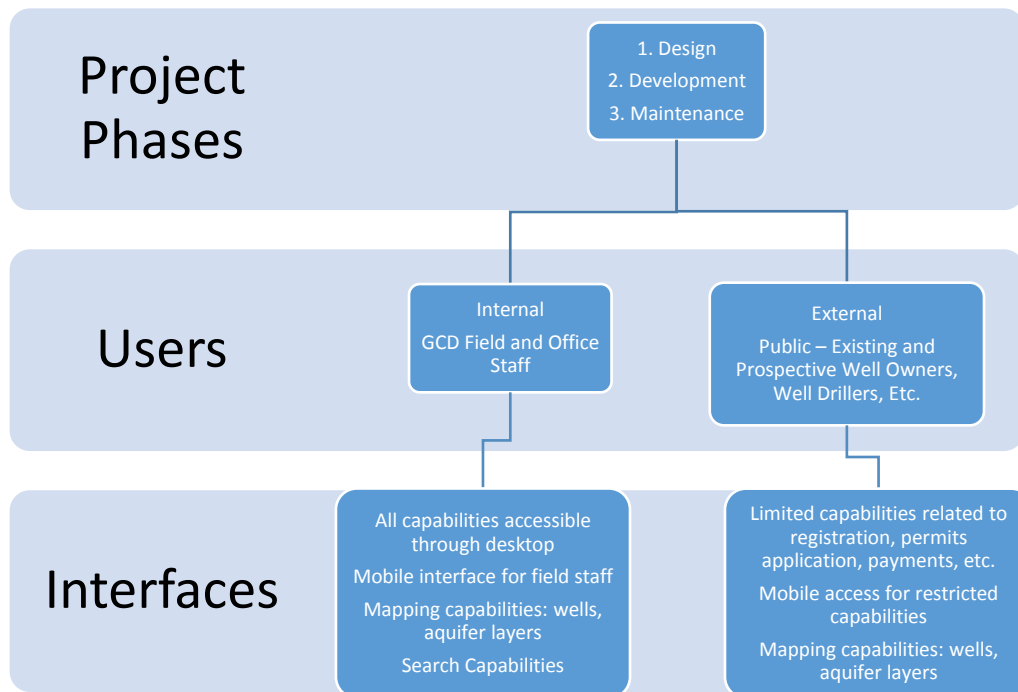 Project
Phases
1. Design
2. Development
3. Maintenance
Users
Internal
GCD Field and Office
Staff
External
Public – Existing and
Prospective Well Owners,
Well Drillers, Etc.
Interfaces
All capabilities accessible
through desktop
Mobile interface for field staff
Mapping capabilities: wells,
aquifer layers
Search Capabilities
Limited capabilities related to
registration, permits
application, payments, etc.
Mobile access for restricted
capabilities
Mapping capabilities: wells,
aquifer layers